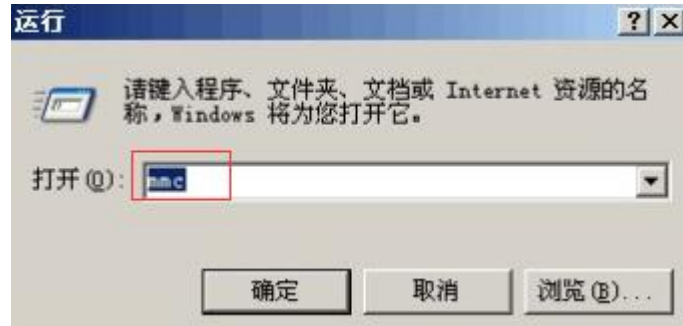 运行
请键入程序、文件夹、文档或 Internet 资源的名
称，Windows 将为您打开它。
打开(O): mmc
确定 取消 浏览(B)...